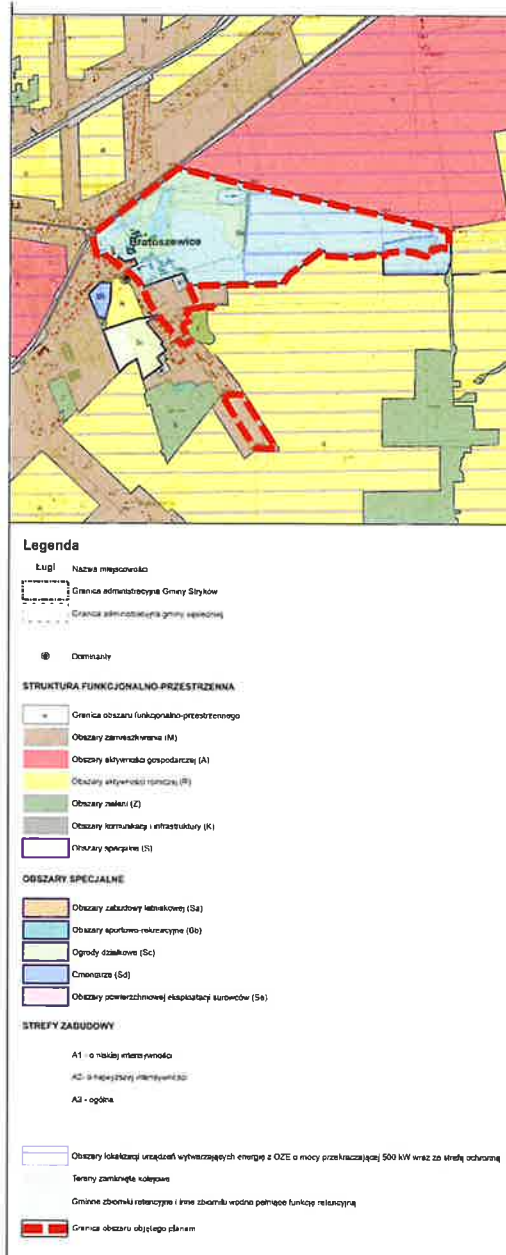 Bratoszewice
Legenda
Ługi Nazwa miejscowości
Granica administracyjna Gminy Stryków
Granica administracyjna gminy sąsiedniej
Dominanty
STRUKTURA FUNKCJONALNO-PRZESTRZENNA
Granica obszaru funkcjonalno-przestrzennego
Obszary zamieszkiwania (M)
Obszary aktywności gospodarczej (A)
Obszary aktywności rolniczej (R)
Obszary zieleni (Z)
Obszary komunikacji i infrastruktury (K)
Obszary specjalne (S)
OBSZARY SPECJALNE
Obszary zabudowy letniskowej (Sa)
Obszary sportowo-rekreacyjne (Sb)
Ogrody działkowe (Sc)
Cmentarze (Sd)
Obszary powierzchniowej eksploatacji surowców (Se)
STREFY ZABUDOWY
A1 - o niskiej intensywności
A2- o najwyższej intensywności
A3 - ogólna
Obszary lokalizacji urządzeń wytwarzających energię z OZE o mocy przekraczającej 500 kW wraz ze strefą ochronną
Tereny zamknięte kolejowe
Gminne zbiorniki retencyjne i inne zbiorniki wodne pełniące funkcję retencyjną
Granica obszaru objętego planem